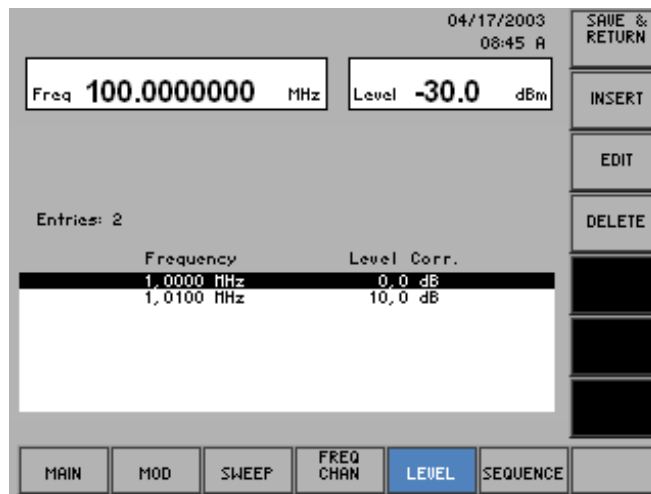 04/17/2003
08:45 A
Freq 100.0000000 MHz
Level -30.0 dBm
Entries: 2
Frequency Level Corr.
1,0000 MHz 0,0 dB
1,0100 MHz 10,0 dB
SAVE &
RETURN
INSERT
EDIT
DELETE
MAIN
MOD
SWEEP
FREQ
CHAN
LEVEL
SEQUENCE